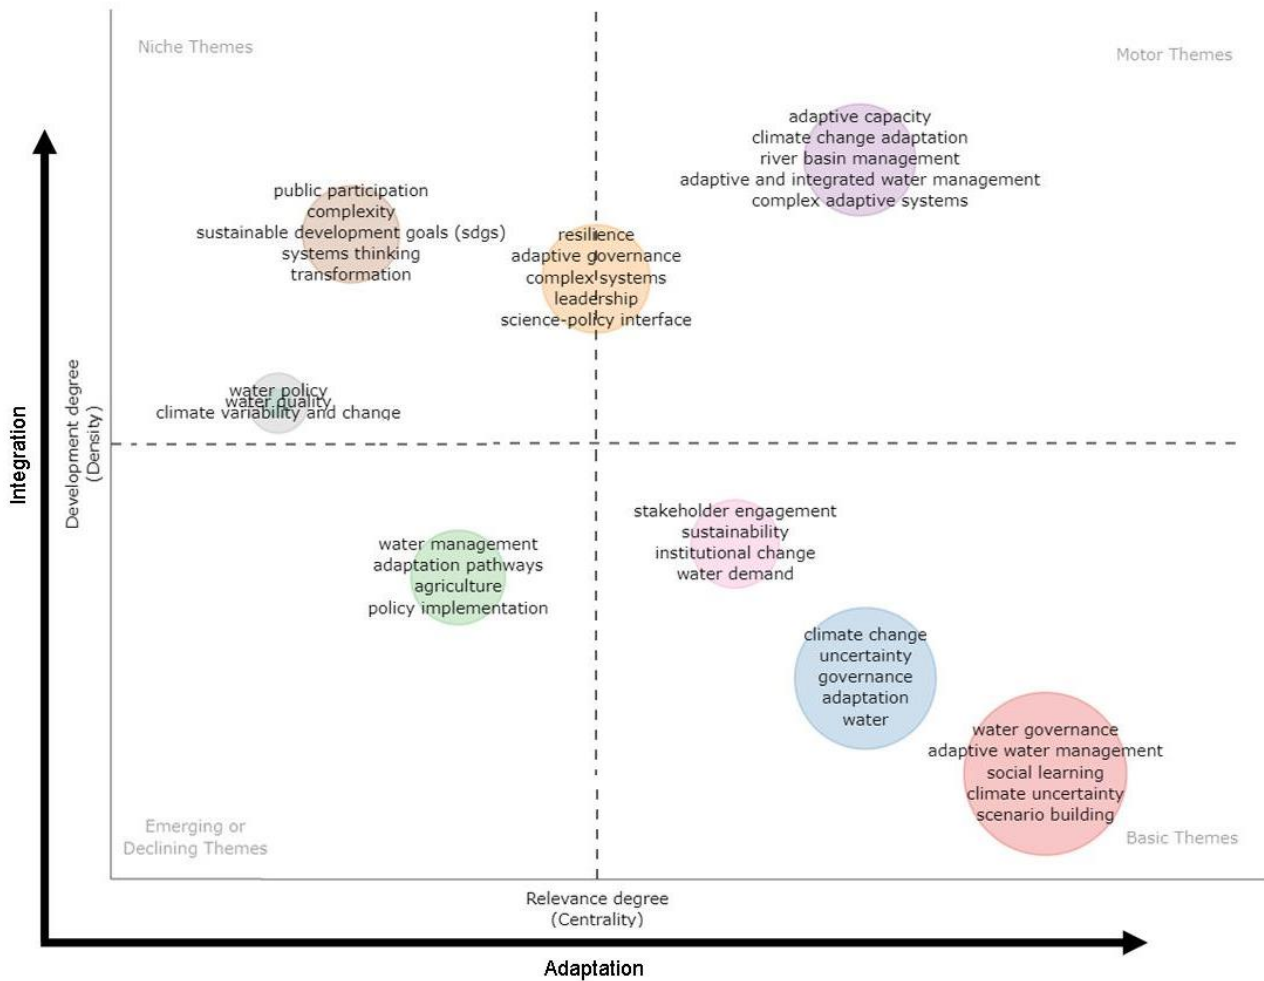 Niche Themes
Motor Themes
adaptive capacity
climate change adaptation
river basin management
adaptive and integrated water management
complex adaptive systems
public participation
complexity
sustainable development goals (sdgs)
systems thinking
transformation
resilience
adaptive governance
complex systems
leadership
science-policy interface
water policy
water quality
climate variability and change
Integration
Development degree
(Density)
stakeholder engagement
sustainability
institutional change
water demand
water management
adaptation pathways
agriculture
policy implementation
climate change
uncertainty
governance
adaptation
water
water governance
adaptive water management
social learning
climate uncertainty
scenario building
Emerging or
Declining Themes
Basic Themes
Relevance degree
(Centrality)
Adaptation